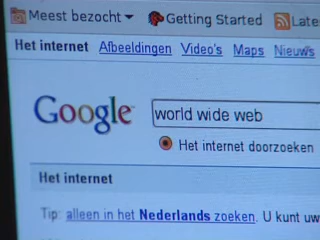 Meest bezocht Getting Started Late
Het internet Afbeeldingen Video's Maps Nieuws
Google world wide web
Het internet doorzoeken
Het internet
Tip: alleen in het Nederlands zoeken. U kunt uw